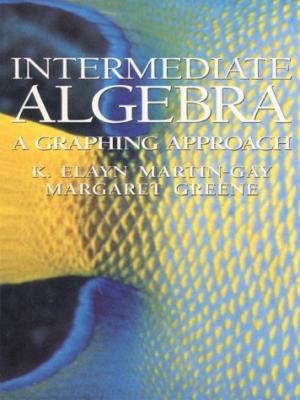 INTERMEDIATE
ALGEBRA
A GRAPHING APPROACH
K. ELAYN MARTIN-GAY
MARGARET GREENE